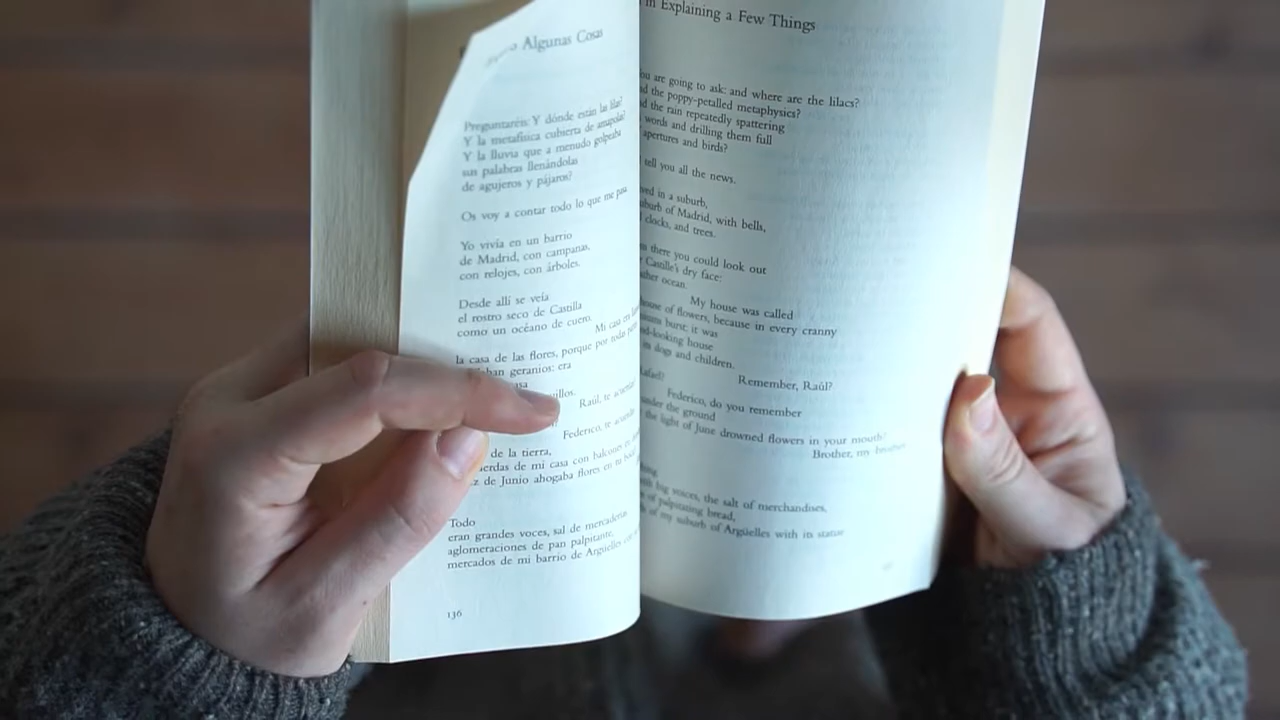 Algunas Cosas
Preguntaréis: Y dónde están las lilas?
Y la metafísica cubierta de amapolas?
Y la lluvia que a menudo golpeaba
sus palabras llenándolas
de agujeros y pájaros?
Os voy a contar todo lo que me pasa
Yo vivía en un barrio
de Madrid, con campanas,
con relojes, con árboles.
Desde allí se veía
el rostro seco de Castilla
como un océano de cuero.
Mi casa era
la casa de las flores, porque por todas
geranios: era
Raúl, te
Federico, te
de la tierra,
de mi casa con balcones
de Junio ahogaba flores en tu
Todo
eran grandes voces, sal de mercaderías,
aglomeraciones de pan palpitante,
mercados de mi barrio de Argüelles con
136
Explaining a Few Things
are going to ask: and where are the lilacs?
the poppy-petalled metaphysics?
the rain repeatedly spattering
words and drilling them full
apertures and birds?
tell you all the news.
in a suburb,
of Madrid, with bells,
clocks, and trees.
there you could look out
Castille's dry face:
ocean.
My house was called
house of flowers, because in every cranny
burst: it was
house
dogs and children.
Remember, Raúl?
Federico, do you remember
under the ground
the light of June drowned flowers in your mouth?
Brother, my brother
big voices, the salt of merchandises,
of palpitating bread,
of my suburb of Argüelles with its statue